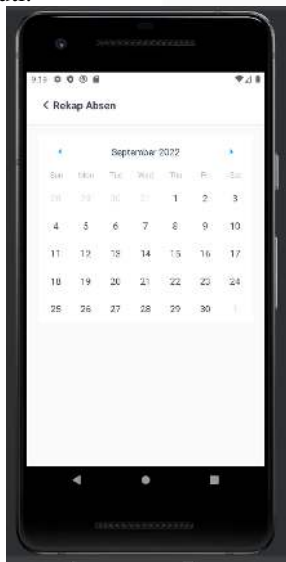 9:19
< Rekap Absen
September 2022
Sun Mon Tue Wed Thu Fri Sat
28 29 30 31 1 2 3
4 5 6 7 8 9 10
11 12 13 14 15 16 17
18 19 20 21 22 23 24
25 26 27 28 29 30 1